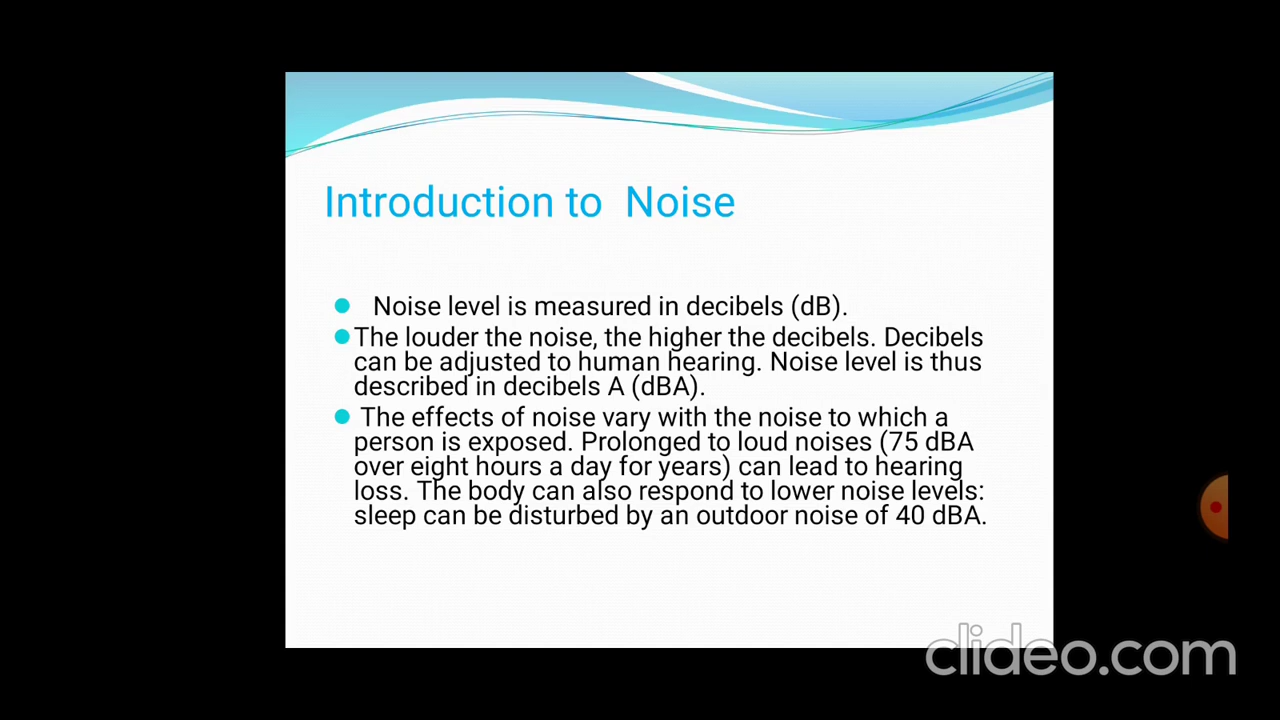 Introduction to Noise
Noise level is measured in decibels (dB).
The louder the noise, the higher the decibels. Decibels
can be adjusted to human hearing. Noise level is thus
described in decibels A (dBA).
The effects of noise vary with the noise to which a
person is exposed. Prolonged to loud noises (75 dBA
over eight hours a day for years) can lead to hearing
loss. The body can also respond to lower noise levels:
sleep can be disturbed by an outdoor noise of 40 dBA.
clideo.com